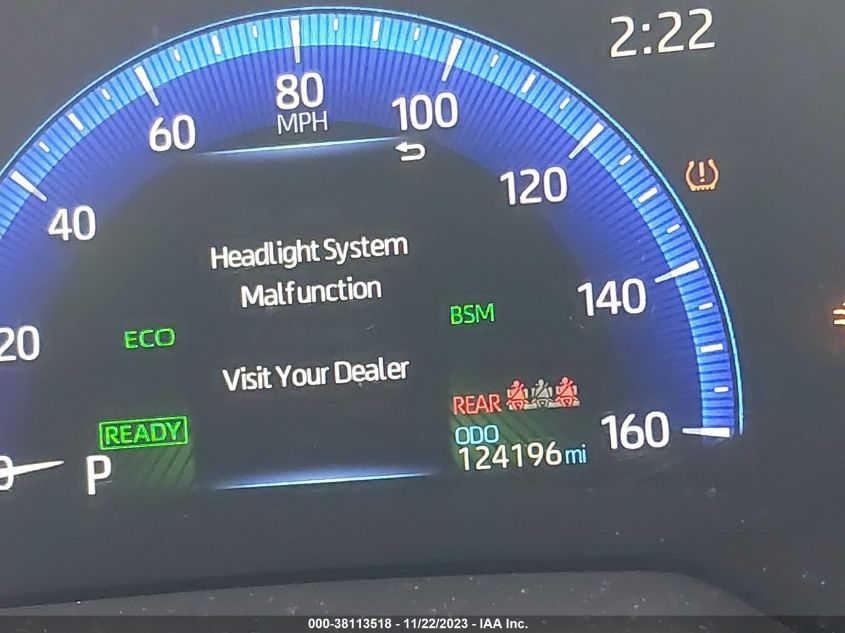 2:22
80
MPH
60
100
120
40
Headlight System
Malfunction
140
20
ECO
BSM
Visit Your Dealer
REAR
READY
ODO
160
0
P
124196 mi
000-38113518 - 11/22/2023 - IAA Inc.